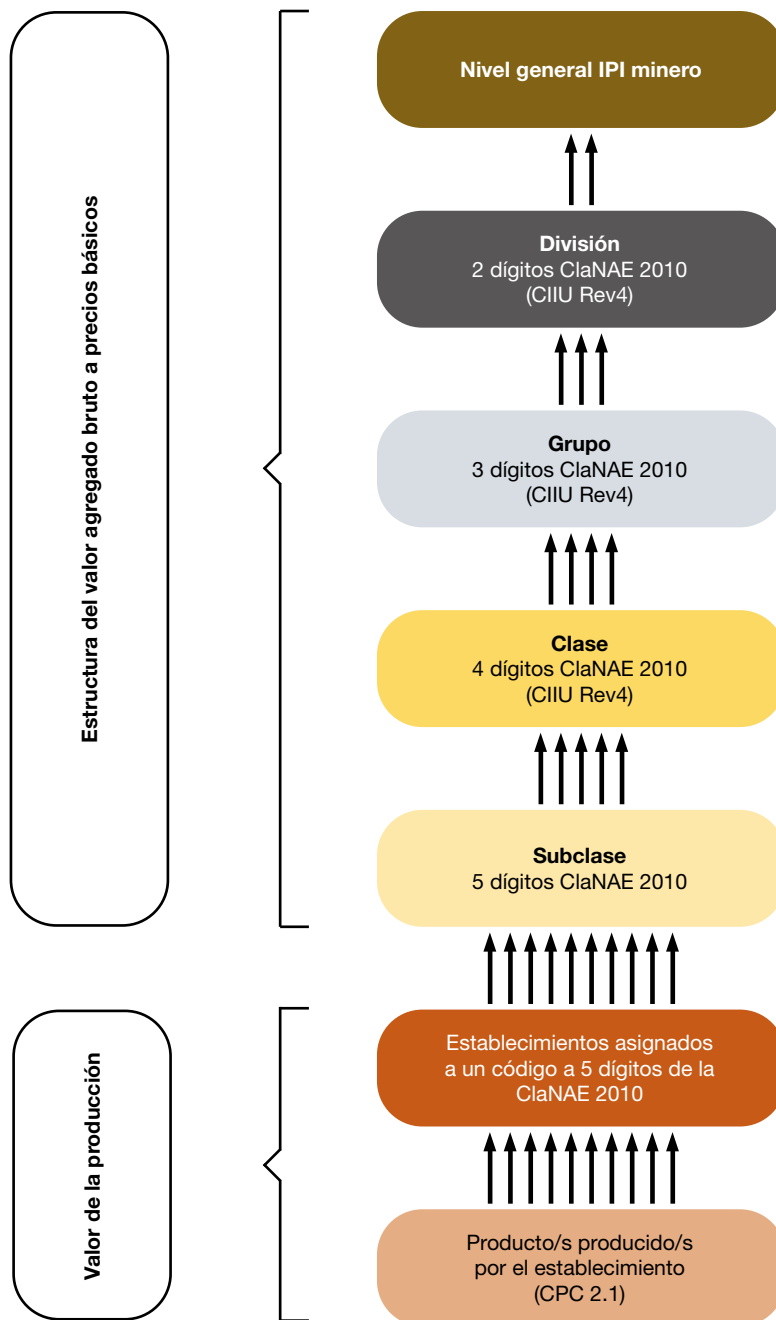 Estructura del valor agregado bruto a precios básicos
Nivel general IPI minero
División
2 dígitos ClaNAE 2010
(CIIU Rev4)
Grupo
3 dígitos ClaNAE 2010
(CIIU Rev4)
Clase
4 dígitos ClaNAE 2010
(CIIU Rev4)
Subclase
5 dígitos ClaNAE 2010
Valor de la producción
Establecimientos asignados
a un código a 5 dígitos de la
ClaNAE 2010
Producto/s producido/s
por el establecimiento
(CPC 2.1)